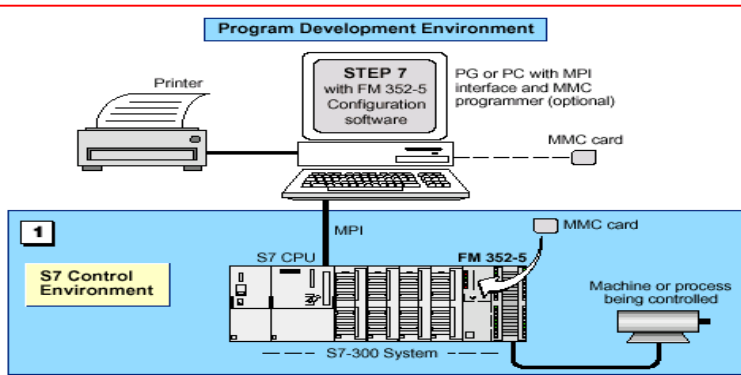 Program Development Environment
Printer
STEP 7
with FM 352-5
Configuration
software
PG or PC with MPI
interface and MMC
programmer (optional)
MMC card
1
MPI
MMC card
S7 CPU
FM 352-5
S7 Control
Environment
Machine or process
being controlled
S7-300 System